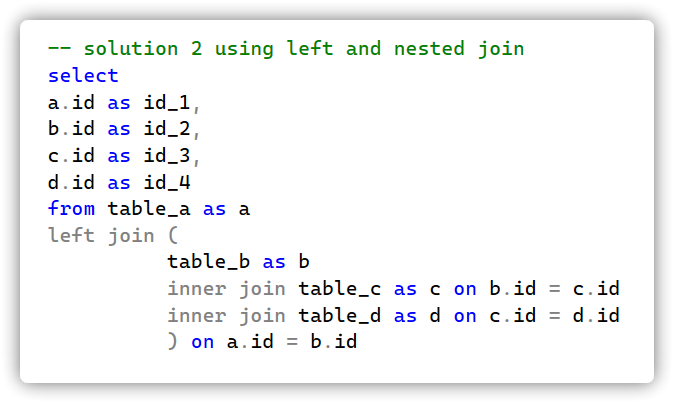 -- solution 2 using left and nested join
select
a.id as id_1,
b.id as id_2,
c.id as id_3,
d.id as id_4
from table_a as a
left join (
table_b as b
inner join table_c as c on b.id = c.id
inner join table_d as d on c.id = d.id
) on a.id = b.id